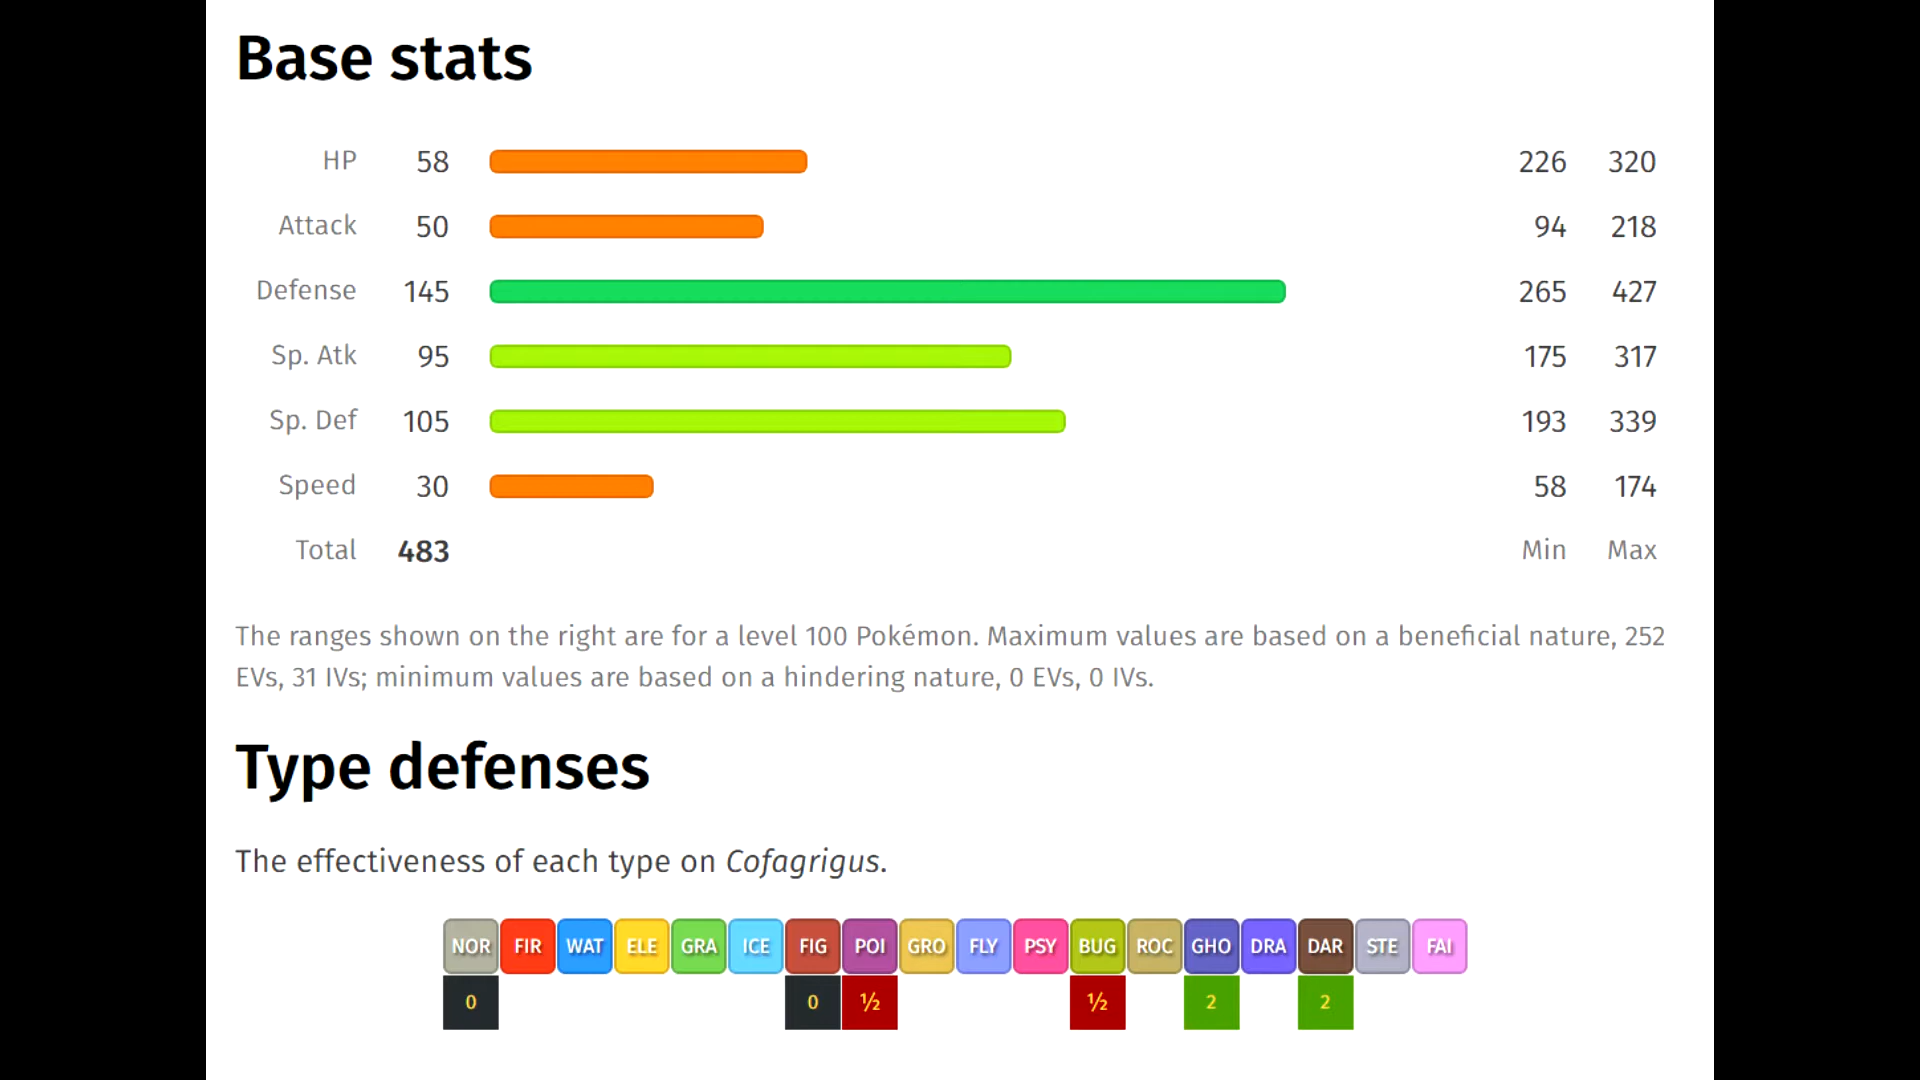 Base stats
HP 58 226 320
Attack 50 94 218
Defense 145 265 427
Sp. Atk 95 175 317
Sp. Def 105 193 339
Speed 30 58 174
Total 483 Min Max
The ranges shown on the right are for a level 100 Pokémon. Maximum values are based on a beneficial nature, 252
EVs, 31 IVs; minimum values are based on a hindering nature, 0 EVs, 0 IVs.
Type defenses
The effectiveness of each type on Cofagrigus.
NOR FIR WAT ELE GRA ICE FIG POI GRO FLY PSY BUG ROC GHO DRA DAR STE FAI
0 0 ½ ½ 2 2